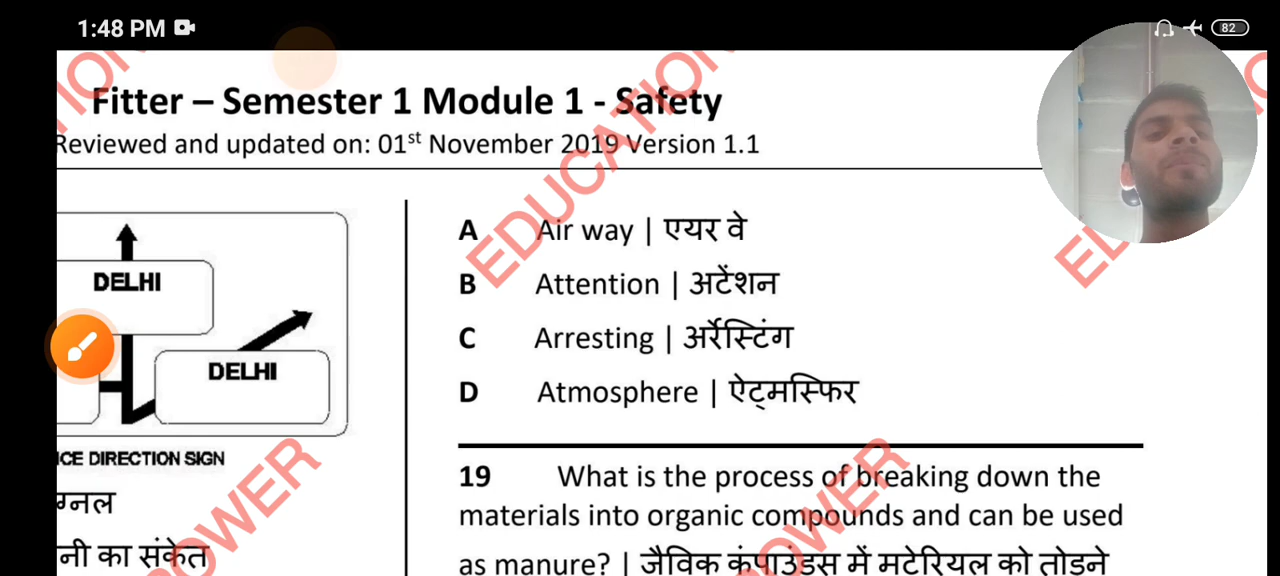 1:48 PM
82
Fitter – Semester 1 Module 1 - Safety
Reviewed and updated on: 01st November 2019 Version 1.1
DELHI
DELHI
ICE DIRECTION SIGN
ग्नल
नी का संकेत
A Air way | एयर वे
B Attention | अटेंशन
C Arresting | अर्रेस्टिंग
D Atmosphere | ऐट्मस्फिर
19 What is the process of breaking down the
materials into organic compounds and can be used
as manure? | जैविक कंपाउंडस में मटेरियल को तोडने
EDUCATION
POWER
POWER